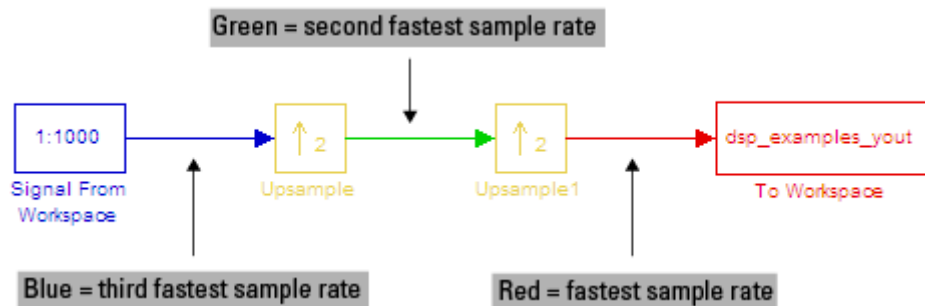 Green = second fastest sample rate
1:1000
↑ 2
↑ 2
dsp_examples_yout
Signal From
Workspace
Upsample
Upsample1
To Workspace
Blue = third fastest sample rate
Red = fastest sample rate